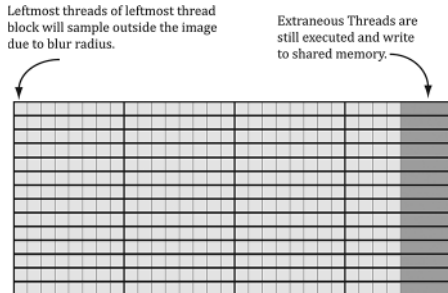 Leftmost threads of leftmost thread
block will sample outside the image
due to blur radius.
Extraneous Threads are
still executed and write
to shared memory.